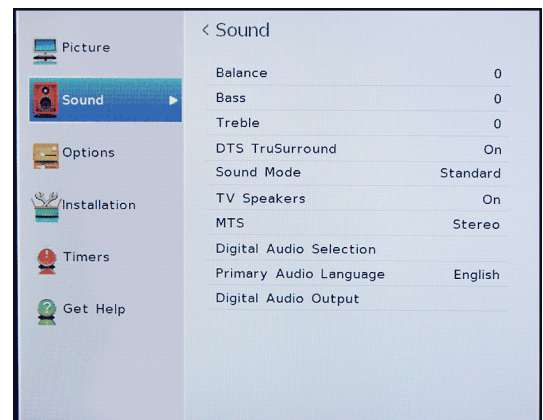 Picture
Sound
Options
Installation
Timers
Get Help
< Sound
Balance 0
Bass 0
Treble 0
DTS TruSurround On
Sound Mode Standard
TV Speakers On
MTS Stereo
Digital Audio Selection
Primary Audio Language English
Digital Audio Output